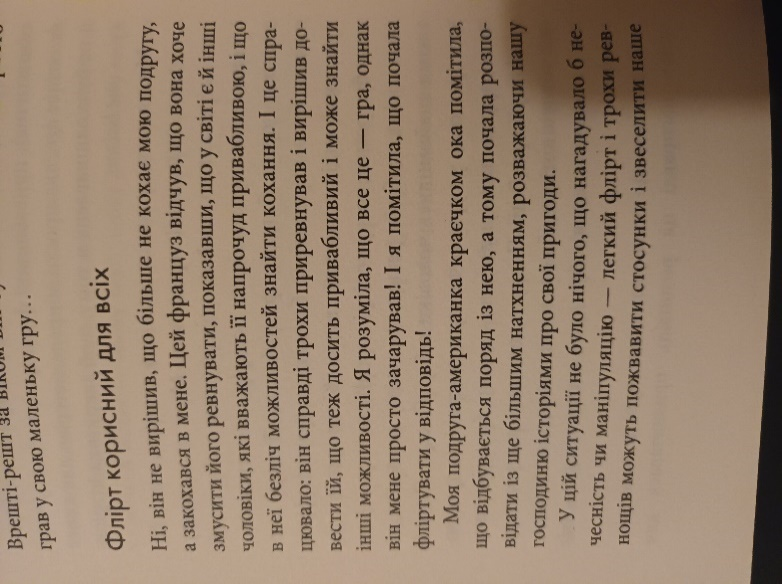 Врешті-решт за віком
грав у свою маленьку гру...
Флірт корисний для всіх
Ні, він не вирішив, що більше не кохає мою подругу,
а закохався в мене. Цей француз відчув, що вона хоче
змусити його ревнувати, показавши, що у світі є й інші
чоловіки, які вважають її напрочуд привабливою, і що
в неї безліч можливостей знайти кохання. І це спра-
цювало: він справді трохи приревнував і вирішив до-
вести їй, що теж досить привабливий і може знайти
інші можливості. Я розуміла, що все це — гра, однак
він мене просто зачарував! І я помітила, що почала
фліртувати у відповідь!
Моя подруга-американка краєчком ока помітила,
що відбувається поряд із нею, а тому почала розпо-
відати із ще більшим натхненням, розважаючи нашу
господиню історіями про свої пригоди.
У цій ситуації не було нічого, що нагадувало б не-
чесність чи маніпуляцію — легкий флірт і трохи рев-
нощів можуть пожвавити стосунки і звеселити наше